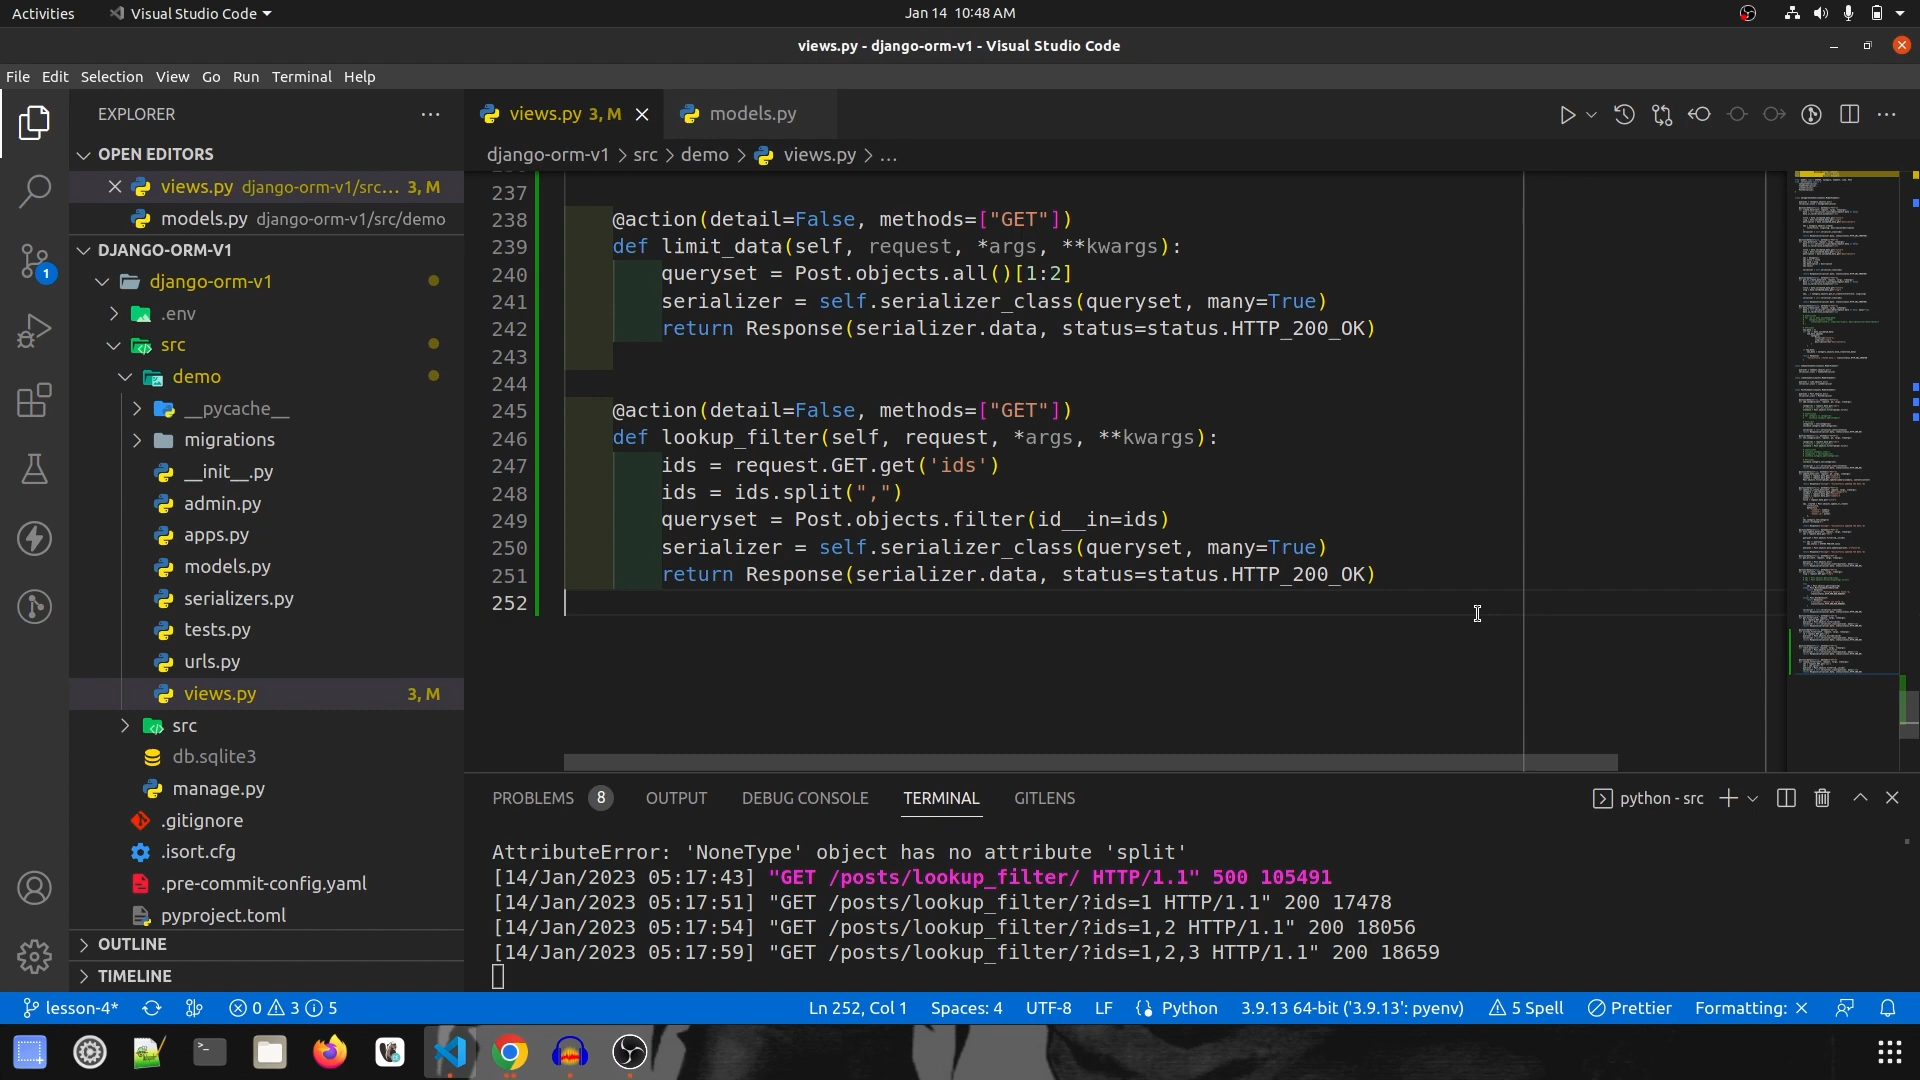 Activities
Visual Studio Code
Jan 14 10:48 AM
views.py - django-orm-v1 - Visual Studio Code
File Edit Selection View Go Run Terminal Help
EXPLORER
views.py 3, M
models.py
OPEN EDITORS
django-orm-v1 > src > demo > views.py > ...
views.py django-orm-v1/src... 3, M
models.py django-orm-v1/src/demo
DJANGO-ORM-V1
django-orm-v1
.env
src
demo
__pycache__
migrations
__init__.py
admin.py
apps.py
models.py
serializers.py
tests.py
urls.py
views.py 3, M
src
db.sqlite3
manage.py
.gitignore
.isort.cfg
.pre-commit-config.yaml
pyproject.toml
OUTLINE
TIMELINE
1
237
238 @action(detail=False, methods=["GET"])
239 def limit_data(self, request, *args, **kwargs):
240 queryset = Post.objects.all()[1:2]
241 serializer = self.serializer_class(queryset, many=True)
242 return Response(serializer.data, status=status.HTTP_200_OK)
243
244
245 @action(detail=False, methods=["GET"])
246 def lookup_filter(self, request, *args, **kwargs):
247 ids = request.GET.get('ids')
248 ids = ids.split(",")
249 queryset = Post.objects.filter(id__in=ids)
250 serializer = self.serializer_class(queryset, many=True)
251 return Response(serializer.data, status=status.HTTP_200_OK)
252
PROBLEMS 8 OUTPUT DEBUG CONSOLE TERMINAL GITLENS
python - src
AttributeError: 'NoneType' object has no attribute 'split'
[14/Jan/2023 05:17:43] "GET /posts/lookup_filter/ HTTP/1.1" 500 105491
[14/Jan/2023 05:17:51] "GET /posts/lookup_filter/?ids=1 HTTP/1.1" 200 17478
[14/Jan/2023 05:17:54] "GET /posts/lookup_filter/?ids=1,2 HTTP/1.1" 200 18056
[14/Jan/2023 05:17:59] "GET /posts/lookup_filter/?ids=1,2,3 HTTP/1.1" 200 18659
lesson-4* 0 3 5 Ln 252, Col 1 Spaces: 4 UTF-8 LF Python 3.9.13 64-bit ('3.9.13': pyenv) 5 Spell Prettier Formatting: ×